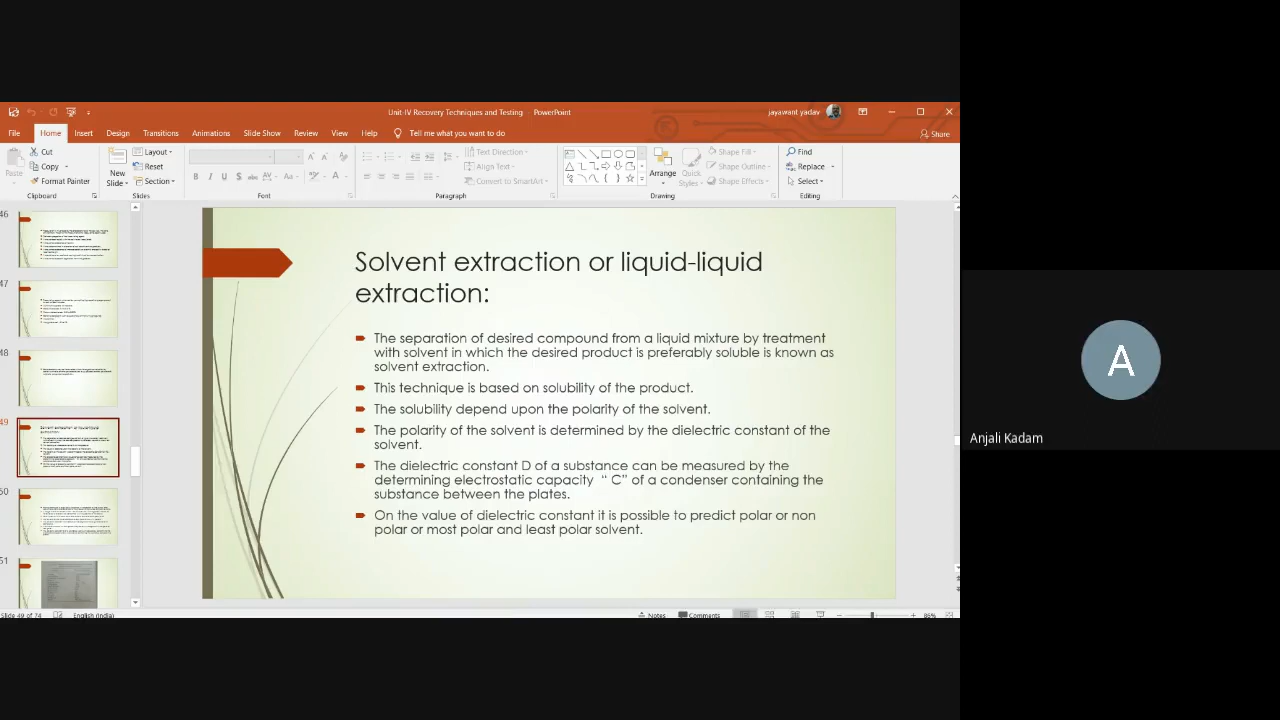 Unit-IV Recovery Techniques and Testing - PowerPoint
jayawant yadav
File Home Insert Design Transitions Animations Slide Show Review View Help Tell me what you want to do
Share
Paste
Cut
Copy
Format Painter
Clipboard
New
Slide
Layout
Reset
Section
Slides
B I U S abc AV Aa A
Font
Text Direction
Align Text
Convert to SmartArt
Paragraph
Arrange
Quick
Styles
Shape Fill
Shape Outline
Shape Effects
Drawing
Find
Replace
Select
Editing
46
47
48
49
50
51
Solvent extraction or liquid-liquid
extraction:
The separation of desired compound from a liquid mixture by treatment
with solvent in which the desired product is preferably soluble is known as
solvent extraction.
This technique is based on solubility of the product.
The solubility depend upon the polarity of the solvent.
The polarity of the solvent is determined by the dielectric constant of the
solvent.
The dielectric constant D of a substance can be measured by the
determining electrostatic capacity “ C” of a condenser containing the
substance between the plates.
On the value of dielectric constant it is possible to predict polar or non
polar or most polar and least polar solvent.
Slide 49 of 74
English (India)
Notes
Comments
86%
A
Anjali Kadam